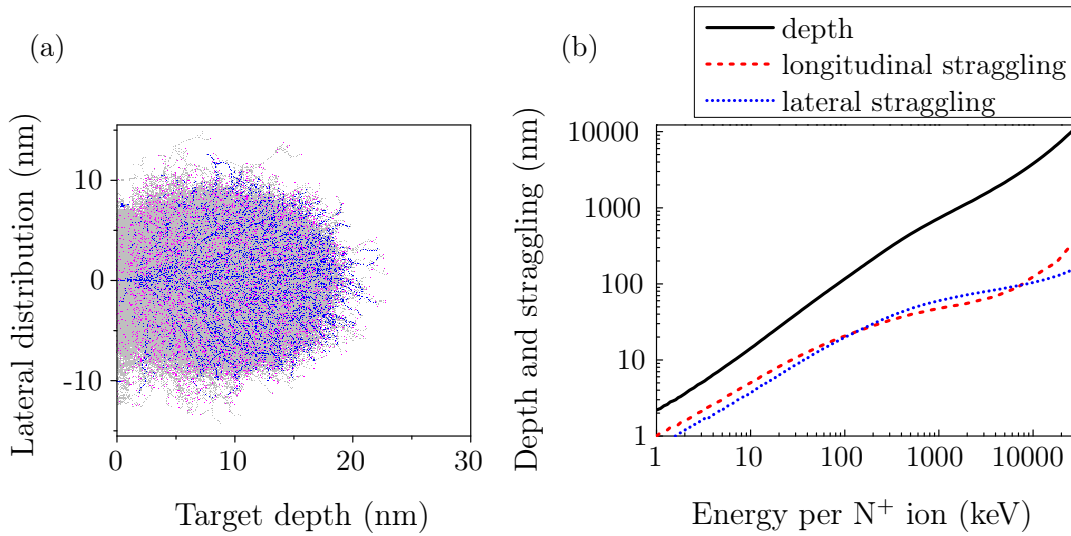 (a)
Lateral distribution (nm)
10
0
-10
0
10
20
30
Target depth (nm)
(b)
depth
longitudinal straggling
lateral straggling
Depth and straggling (nm)
10000
1000
100
10
1
1
10
100
1000
10000
Energy per N⁺ ion (keV)